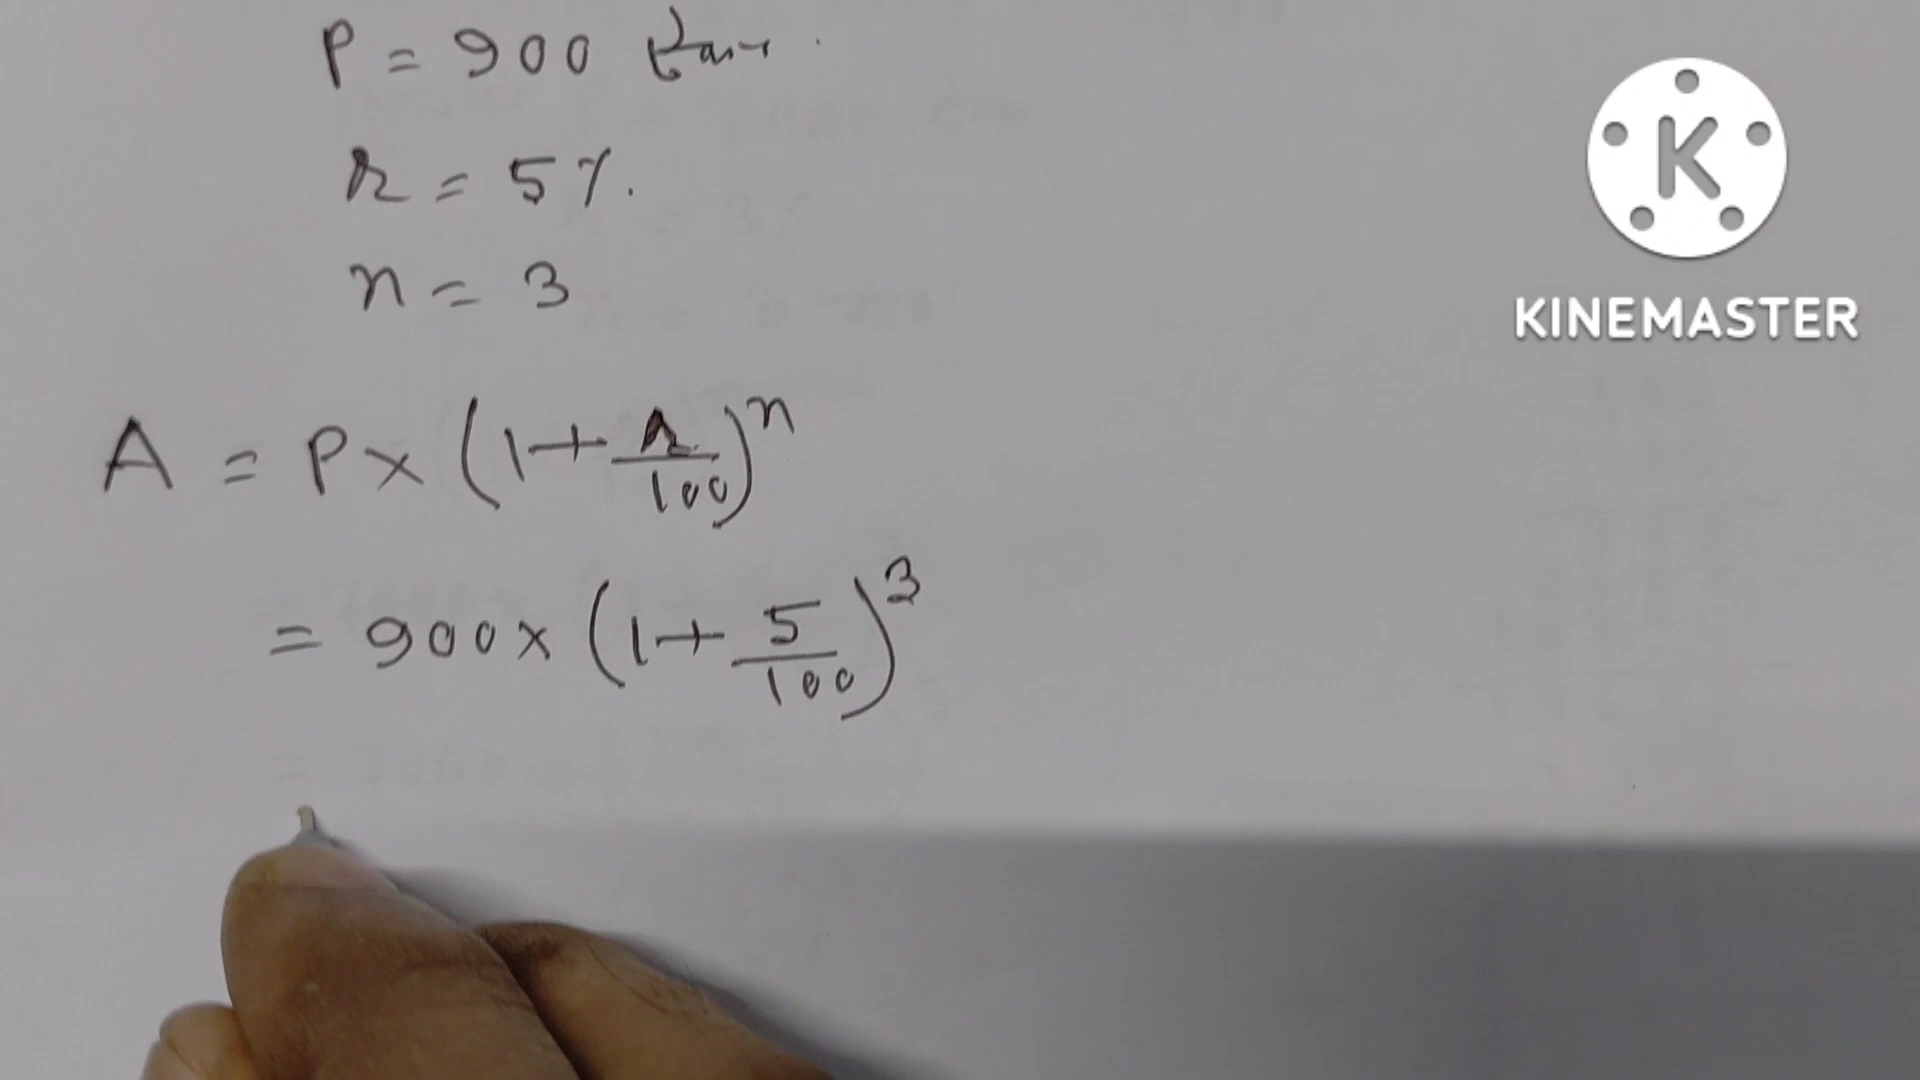 P = 900
r = 5%.
n = 3
A = P × (1 + r/100)^n
= 900 × (1 + 5/100)^3
K
KINEMASTER